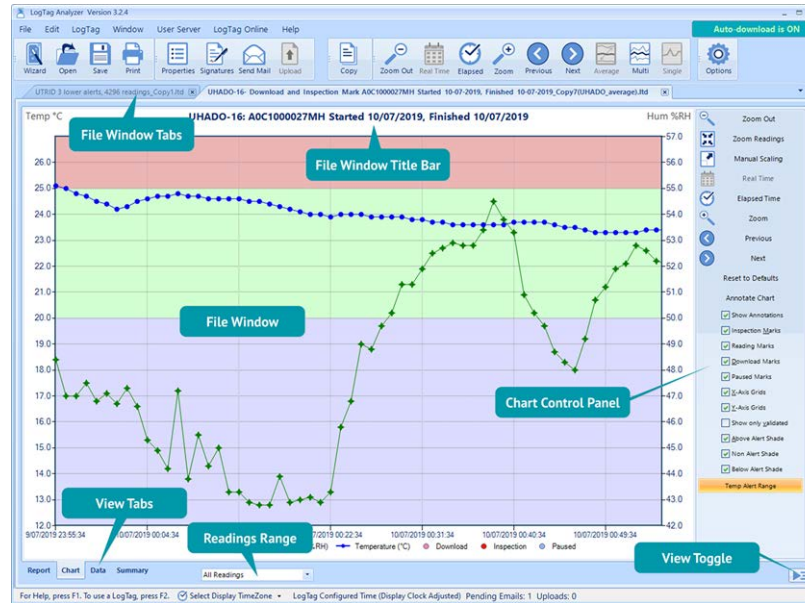 LogTag Analyzer Version 3.2.4
File Edit LogTag Window User Server LogTag Online Help
Auto-download is ON
Wizard Open Save Print Properties Signatures Send Mail Upload Copy Zoom Out Real Time Elapsed Zoom Previous Next Average Multi Single Options
UTRID 3 lower alerts, 4296 readings_Copy1.ltd
UHADO-16- Download and Inspection Mark A0C1000027MH Started 10-07-2019, Finished 10-07-2019_Copy7(UHADO_average).ltd
Temp °C
UHADO-16: A0C1000027MH Started 10/07/2019, Finished 10/07/2019
Hum %RH
File Window Tabs
File Window Title Bar
File Window
Chart Control Panel
View Tabs
Readings Range
View Toggle
26.0
25.0
24.0
23.0
22.0
21.0
20.0
19.0
18.0
17.0
16.0
15.0
14.0
13.0
12.0
57.0
56.0
55.0
54.0
53.0
52.0
51.0
50.0
49.0
48.0
47.0
46.0
45.0
44.0
43.0
42.0
9/07/2019 23:55:34 10/07/2019 00:04:34 00:22:34 10/07/2019 00:31:34 10/07/2019 00:40:34 10/07/2019 00:49:34
%RH) Temperature (°C) Download Inspection Paused
Zoom Out
Zoom Readings
Manual Scaling
Real Time
Elapsed Time
Zoom
Previous
Next
Reset to Defaults
Annotate Chart
Show Annotations
Inspection Marks
Reading Marks
Download Marks
Paused Marks
X-Axis Grids
Y-Axis Grids
Show only validated
Above Alert Shade
Non Alert Shade
Below Alert Shade
Temp Alert Range
Report Chart Data Summary
All Readings
For Help, press F1. To use a LogTag, press F2. Select Display TimeZone LogTag Configured Time (Display Clock Adjusted) Pending Emails: 1 Uploads: 0